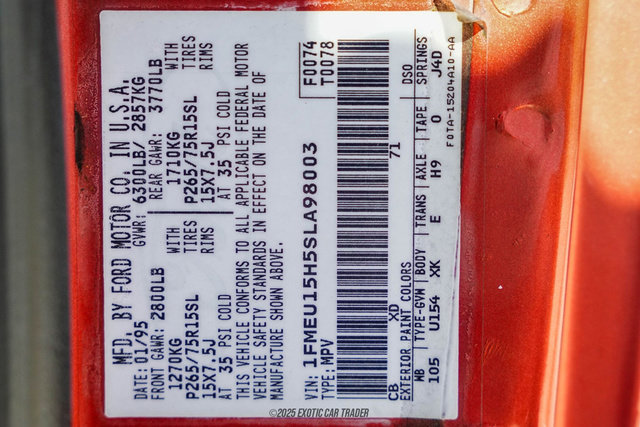 MFD. BY FORD MOTOR CO. IN U.S.A.
DATE: 01/95 GVWR: 6300LB/ 2857KG
FRONT GAWR: 2800LB REAR GAWR: 3770LB
1270KG WITH 1710KG WITH
P265/75R15SL TIRES P265/75R15SL TIRES
15X7.5J RIMS 15X7.5J RIMS
AT 35 PSI COLD AT 35 PSI COLD
THIS VEHICLE CONFORMS TO ALL APPLICABLE FEDERAL MOTOR
VEHICLE SAFETY STANDARDS IN EFFECT ON THE DATE OF
MANUFACTURE SHOWN ABOVE.
VIN: 1FMEU15H5SLA98003 F0074
TYPE: MPV T0078
CB XD 71
EXTERIOR PAINT COLORS DSO
WB TYPE-GVM BODY TRANS AXLE TAPE SPRINGS
105 U154 XK E H9 0 J4D
F0TA-15204A10-AA
©2025 EXOTIC CAR TRADER